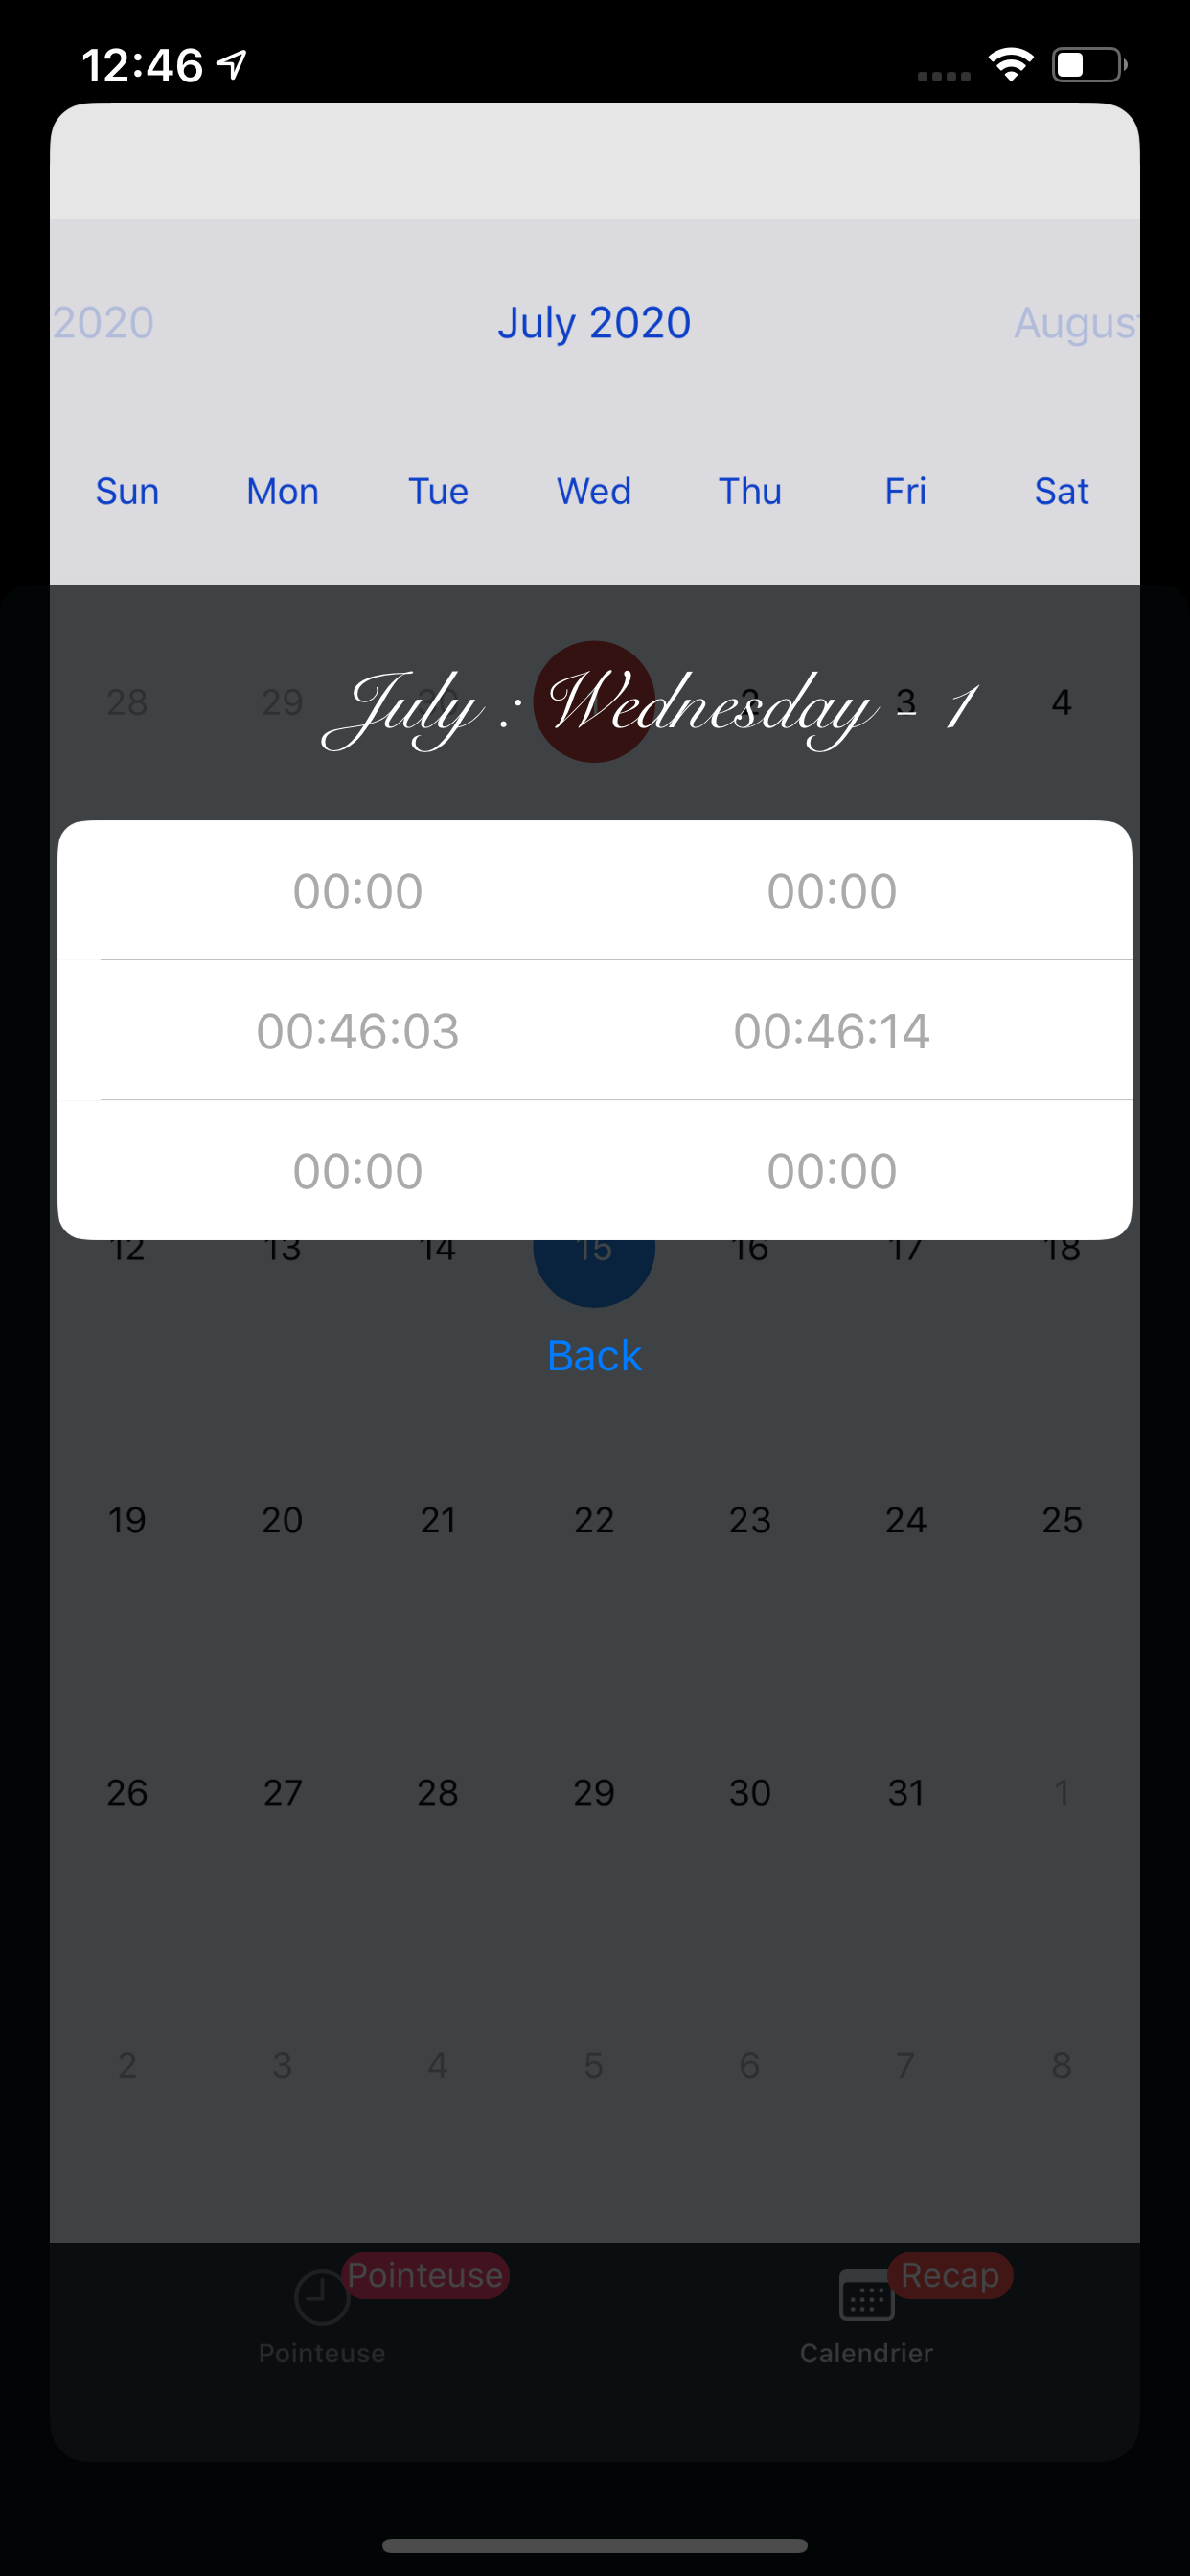 12:46
2020 July 2020 August
Sun Mon Tue Wed Thu Fri Sat
28 29 30 2 3 4
July : Wednesday - 1
00:00 00:00
00:46:03 00:46:14
00:00 00:00
12 13 14 15 16 17 18
Back
19 20 21 22 23 24 25
26 27 28 29 30 31 1
2 3 4 5 6 7 8
Pointeuse Recap
Pointeuse Calendrier